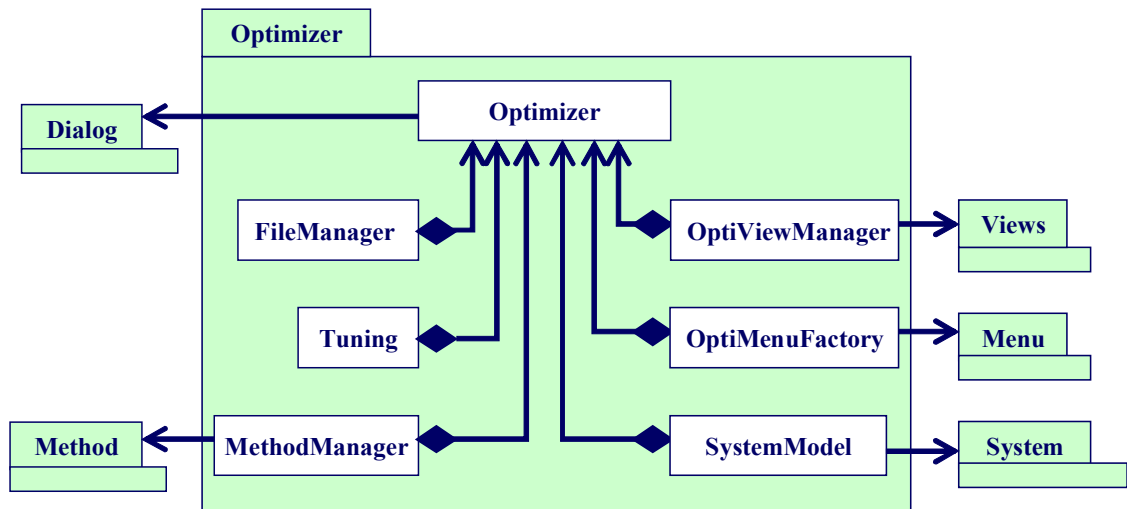 Optimizer
Optimizer
Dialog
FileManager
OptiViewManager
Views
Tuning
OptiMenuFactory
Menu
Method
MethodManager
SystemModel
System